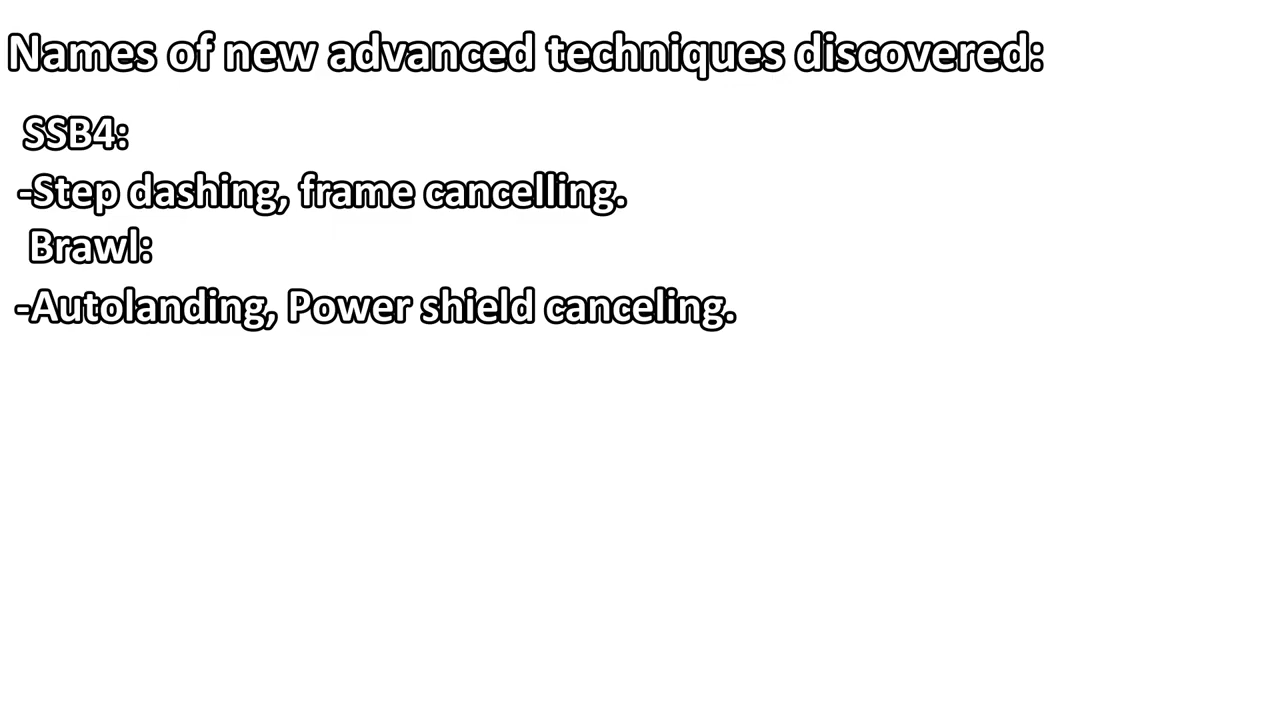 Names of new advanced techniques discovered:
SSB4:
-Step dashing, frame cancelling.
Brawl:
-Autolanding, Power shield canceling.